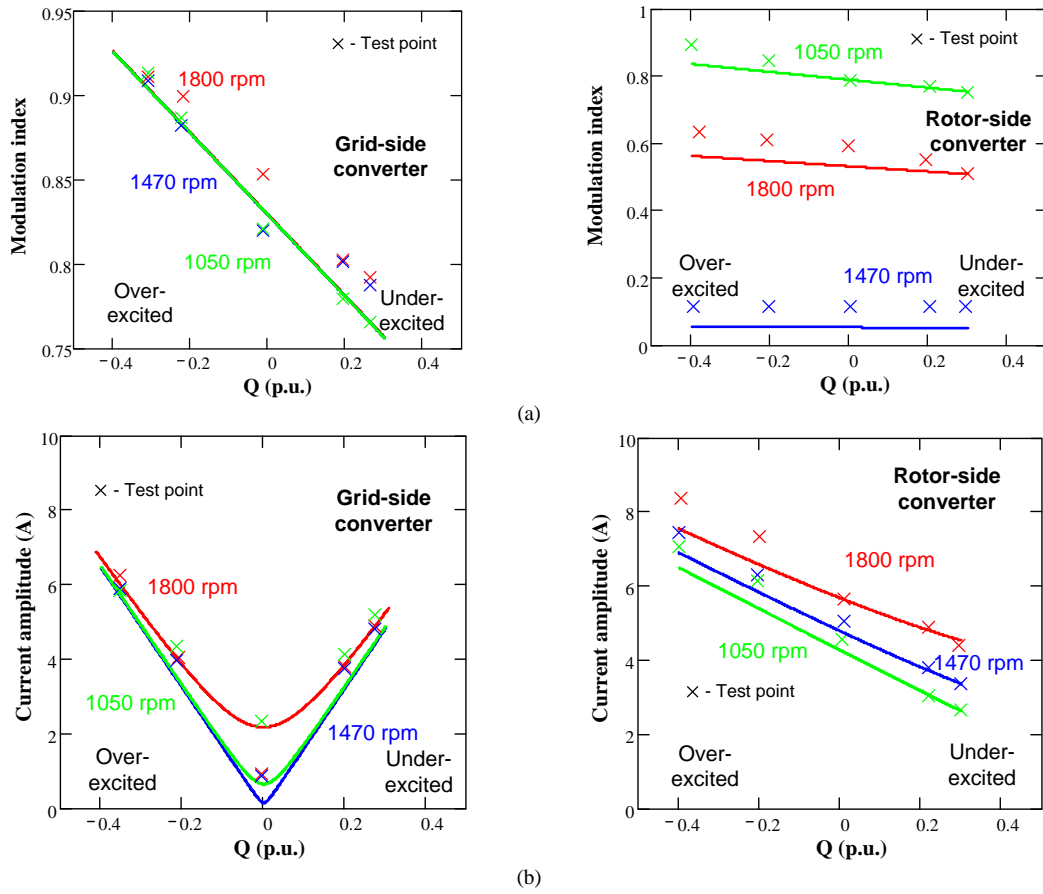 0.95
0.9
0.85
0.8
0.75
Modulation index
× - Test point
1800 rpm
Grid-side
converter
1470 rpm
1050 rpm
Over-
excited
Under-
excited
−0.4 −0.2 0 0.2 0.4
Q (p.u.)
1
0.8
0.6
0.4
0.2
0
Modulation index
1050 rpm
× - Test point
Rotor-side
converter
1800 rpm
1470 rpm
Over-
excited
Under-
excited
−0.4 −0.2 0 0.2 0.4
Q (p.u.)
(a)
10
8
6
4
2
0
Current amplitude (A)
× - Test point
Grid-side
converter
1800 rpm
1050 rpm
1470 rpm
Over-
excited
Under-
excited
−0.4 −0.2 0 0.2 0.4
Q (p.u.)
10
8
6
4
2
0
Current amplitude (A)
Rotor-side
converter
1800 rpm
1050 rpm
1470 rpm
× - Test point
Over-
excited
Under-
excited
−0.4 −0.2 0 0.2 0.4
Q (p.u.)
(b)